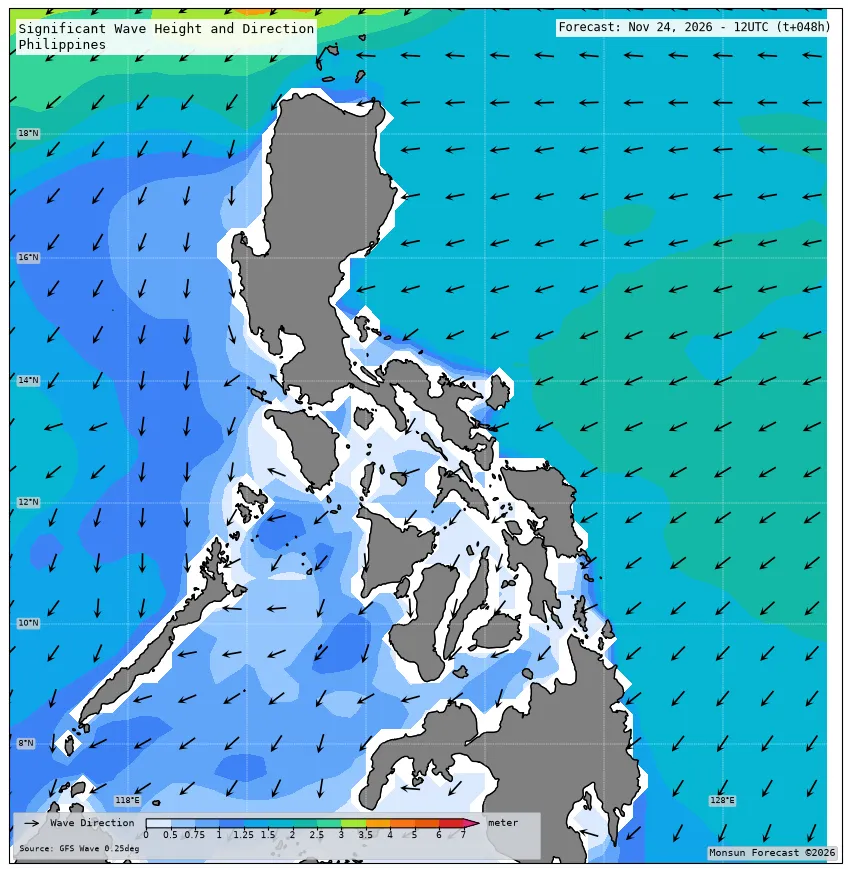 Significant Wave Height and Direction
Philippines
Forecast: Nov 24, 2026 - 12UTC (t+048h)
18°N
16°N
14°N
12°N
10°N
8°N
118°E
128°E
Wave Direction
0 0.5 0.75 1 1.25 1.5 2 2.5 3 3.5 4 5 6 7
meter
Source: GFS Wave 0.25deg
Monsun Forecast ©2026